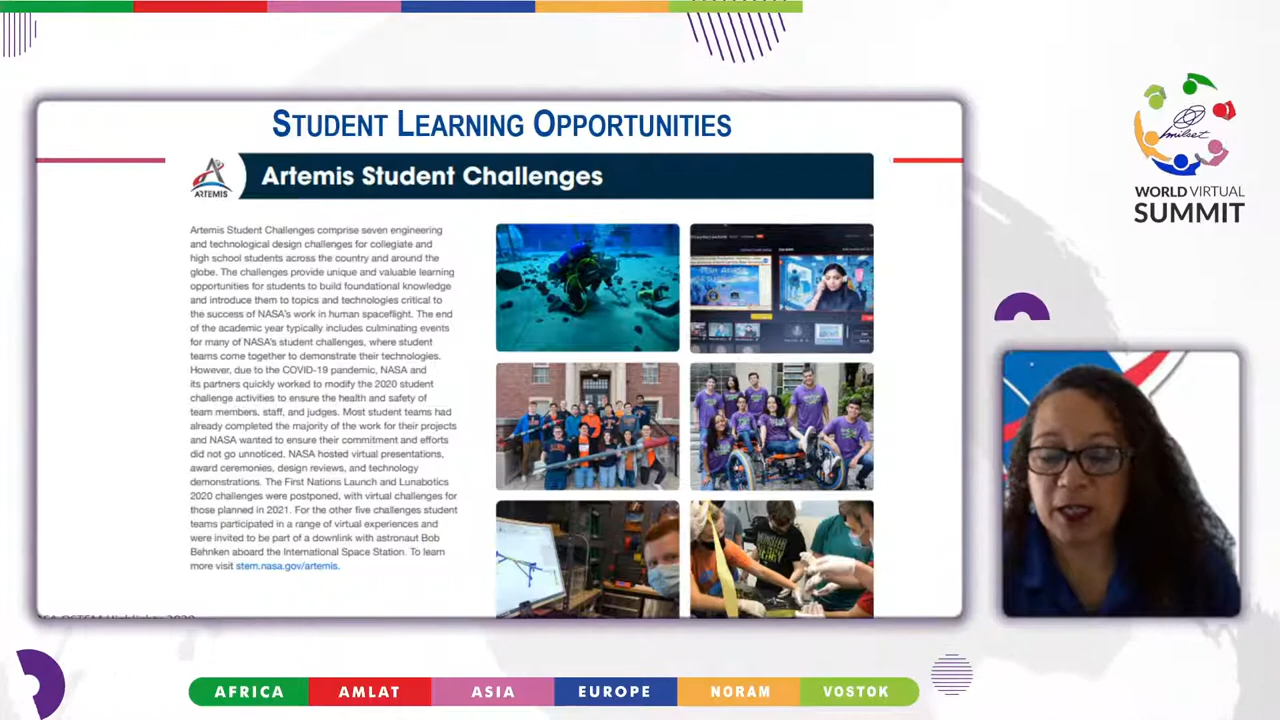 STUDENT LEARNING OPPORTUNITIES
ARTEMIS
Artemis Student Challenges
Artemis Student Challenges comprise seven engineering
and technological design challenges for collegiate and
high school students across the country and around the
globe. The challenges provide unique and valuable learning
opportunities for students to build foundational knowledge
and introduce them to topics and technologies critical to
the success of NASA's work in human spaceflight. The end
of the academic year typically includes culminating events
for many of NASA's student challenges, where student
teams come together to demonstrate their technologies.
However, due to the COVID-19 pandemic, NASA and
its partners quickly worked to modify the 2020 student
challenge activities to ensure the health and safety of
team members, staff, and judges. Most student teams had
already completed the majority of the work for their projects
and NASA wanted to ensure their commitment and efforts
did not go unnoticed. NASA hosted virtual presentations,
award ceremonies, design reviews, and technology
demonstrations. The First Nations Launch and Lunabotics
2020 challenges were postponed, with virtual challenges for
those planned in 2021. For the other five challenges student
teams participated in a range of virtual experiences and
were invited to be part of a downlink with astronaut Bob
Behnken aboard the International Space Station. To learn
more visit stem.nasa.gov/artemis.
milset
WORLD VIRTUAL
SUMMIT
AFRICA
AMLAT
ASIA
EUROPE
NORAM
VOSTOK